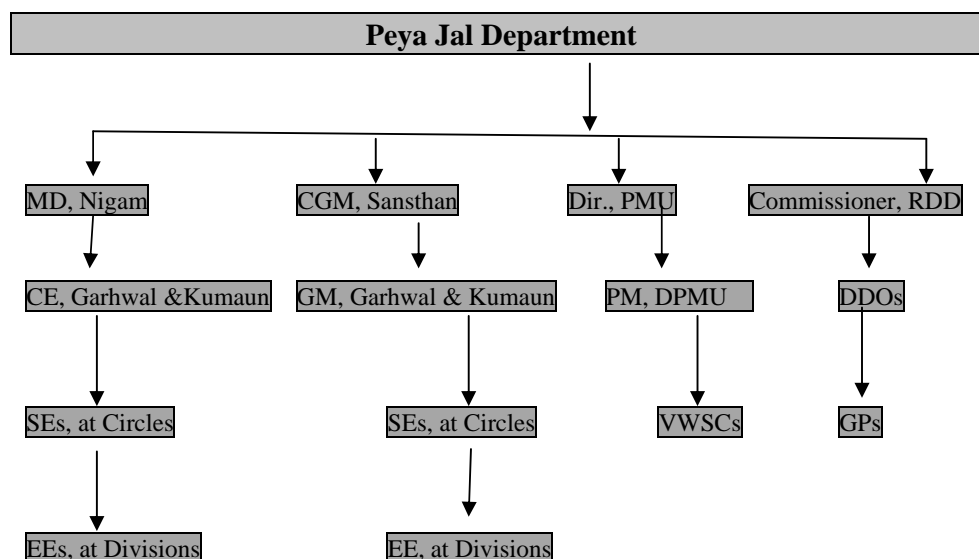 Peya Jal Department
MD, Nigam
CGM, Sansthan
Dir., PMU
Commissioner, RDD
CE, Garhwal &Kumaun
GM, Garhwal & Kumaun
PM, DPMU
DDOs
SEs, at Circles
SEs, at Circles
VWSCs
GPs
EEs, at Divisions
EE, at Divisions